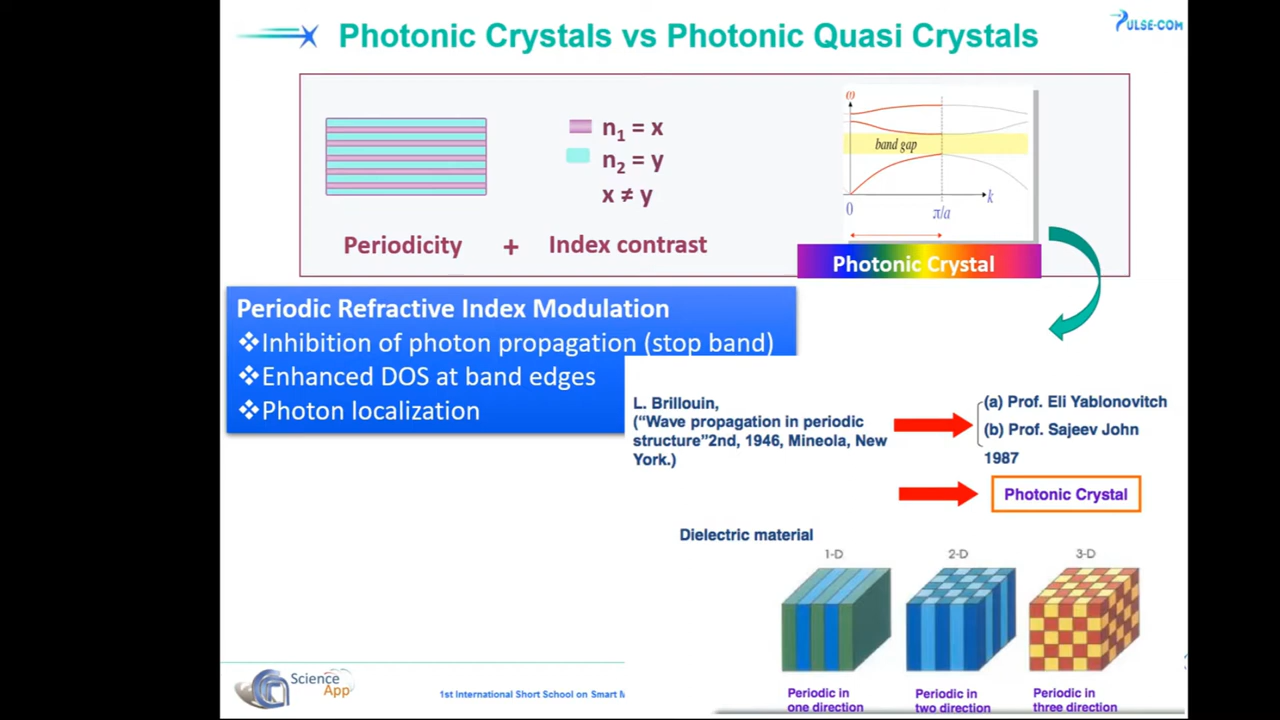 Photonic Crystals vs Photonic Quasi Crystals
PULSE-COM
n1 = x
n2 = y
x ≠ y
Periodicity + Index contrast
ω
band gap
0
π/a
k
Photonic Crystal
Periodic Refractive Index Modulation
❖Inhibition of photon propagation (stop band)
❖Enhanced DOS at band edges
❖Photon localization
L. Brillouin,
("Wave propagation in periodic
structure"2nd, 1946, Mineola, New
York.)
(a) Prof. Eli Yablonovitch
(b) Prof. Sajeev John
1987
Photonic Crystal
Dielectric material
1-D
2-D
3-D
Periodic in
one direction
Periodic in
two direction
Periodic in
three direction
Science
App
1st International Short School on Smart M